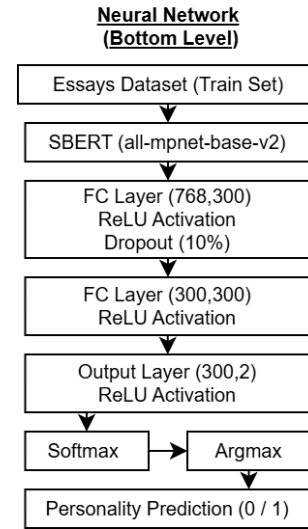 Neural Network
(Bottom Level)
Essays Dataset (Train Set)
SBERT (all-mpnet-base-v2)
FC Layer (768,300)
ReLU Activation
Dropout (10%)
FC Layer (300,300)
ReLU Activation
Output Layer (300,2)
ReLU Activation
Softmax
Argmax
Personality Prediction (0 / 1)